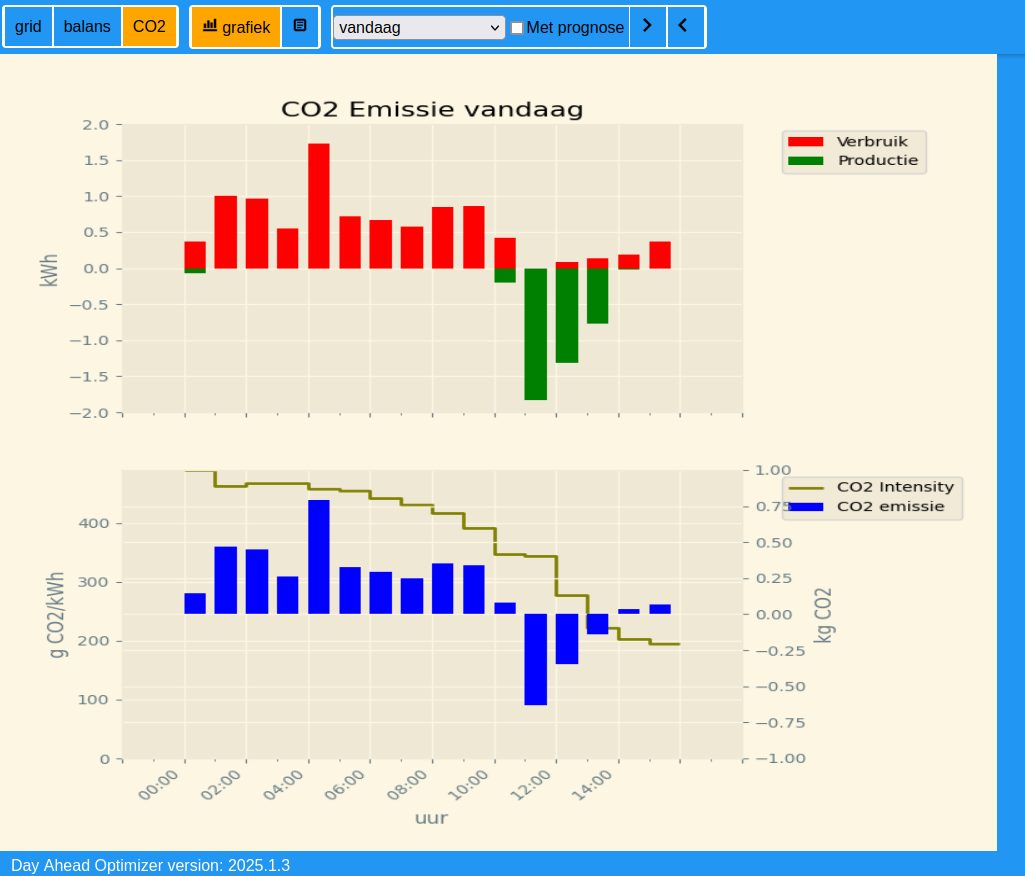 grid balans CO2 grafiek vandaag Met prognose
CO2 Emissie vandaag
2.0
1.5
1.0
0.5
0.0
−0.5
−1.0
−1.5
−2.0
kWh
Verbruik
Productie
400
300
200
100
0
g CO2/kWh
1.00
0.75
0.50
0.25
0.00
−0.25
−0.50
−0.75
−1.00
kg CO2
CO2 Intensity
CO2 emissie
00:00 02:00 04:00 06:00 08:00 10:00 12:00 14:00
uur
Day Ahead Optimizer version: 2025.1.3